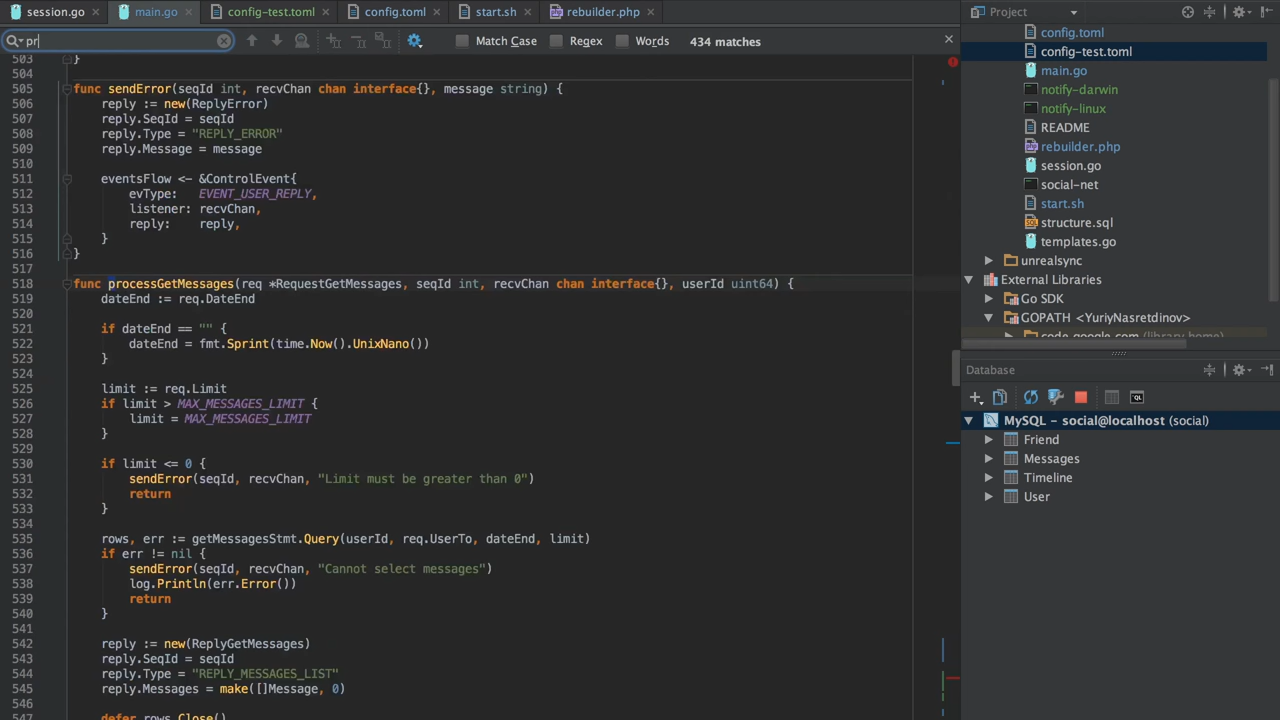 session.go
main.go
config-test.toml
config.toml
start.sh
rebuilder.php
pr
Match Case
Regex
Words
434 matches
503 }
504
505 func sendError(seqId int, recvChan chan interface{}, message string) {
506 reply := new(ReplyError)
507 reply.SeqId = seqId
508 reply.Type = "REPLY_ERROR"
509 reply.Message = message
510
511 eventsFlow <- &ControlEvent{
512 evType: EVENT_USER_REPLY,
513 listener: recvChan,
514 reply: reply,
515 }
516 }
517
518 func processGetMessages(req *RequestGetMessages, seqId int, recvChan chan interface{}, userId uint64) {
519 dateEnd := req.DateEnd
520
521 if dateEnd == "" {
522 dateEnd = fmt.Sprint(time.Now().UnixNano())
523 }
524
525 limit := req.Limit
526 if limit > MAX_MESSAGES_LIMIT {
527 limit = MAX_MESSAGES_LIMIT
528 }
529
530 if limit <= 0 {
531 sendError(seqId, recvChan, "Limit must be greater than 0")
532 return
533 }
534
535 rows, err := getMessagesStmt.Query(userId, req.UserTo, dateEnd, limit)
536 if err != nil {
537 sendError(seqId, recvChan, "Cannot select messages")
538 log.Println(err.Error())
539 return
540 }
541
542 reply := new(ReplyGetMessages)
543 reply.SeqId = seqId
544 reply.Type = "REPLY_MESSAGES_LIST"
545 reply.Messages = make([]Message, 0)
546
547 defer rows.Close()
Project
config.toml
config-test.toml
main.go
notify-darwin
notify-linux
README
rebuilder.php
session.go
social-net
start.sh
structure.sql
templates.go
unrealsync
External Libraries
Go SDK
GOPATH <YuriyNasretdinov>
code.google.com (library home)
Database
QL
MySQL – social@localhost (social)
Friend
Messages
Timeline
User